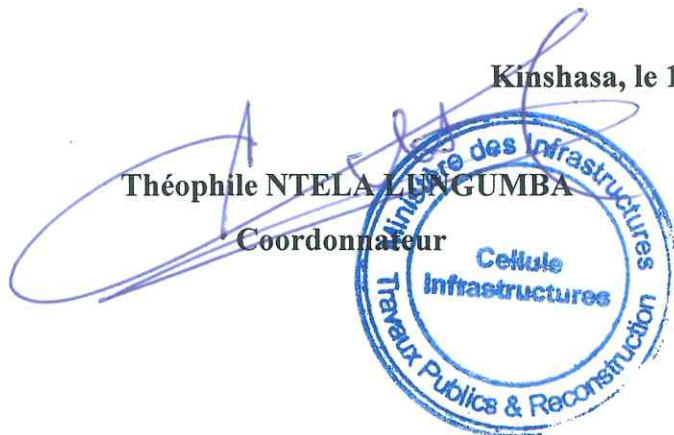 Kinshasa, le 1
Théophile NTELA LUNGUMBA
Coordonnateur
Ministère des Infrastructures
Cellule
Infrastructures
Travaux Publics & Reconstruction